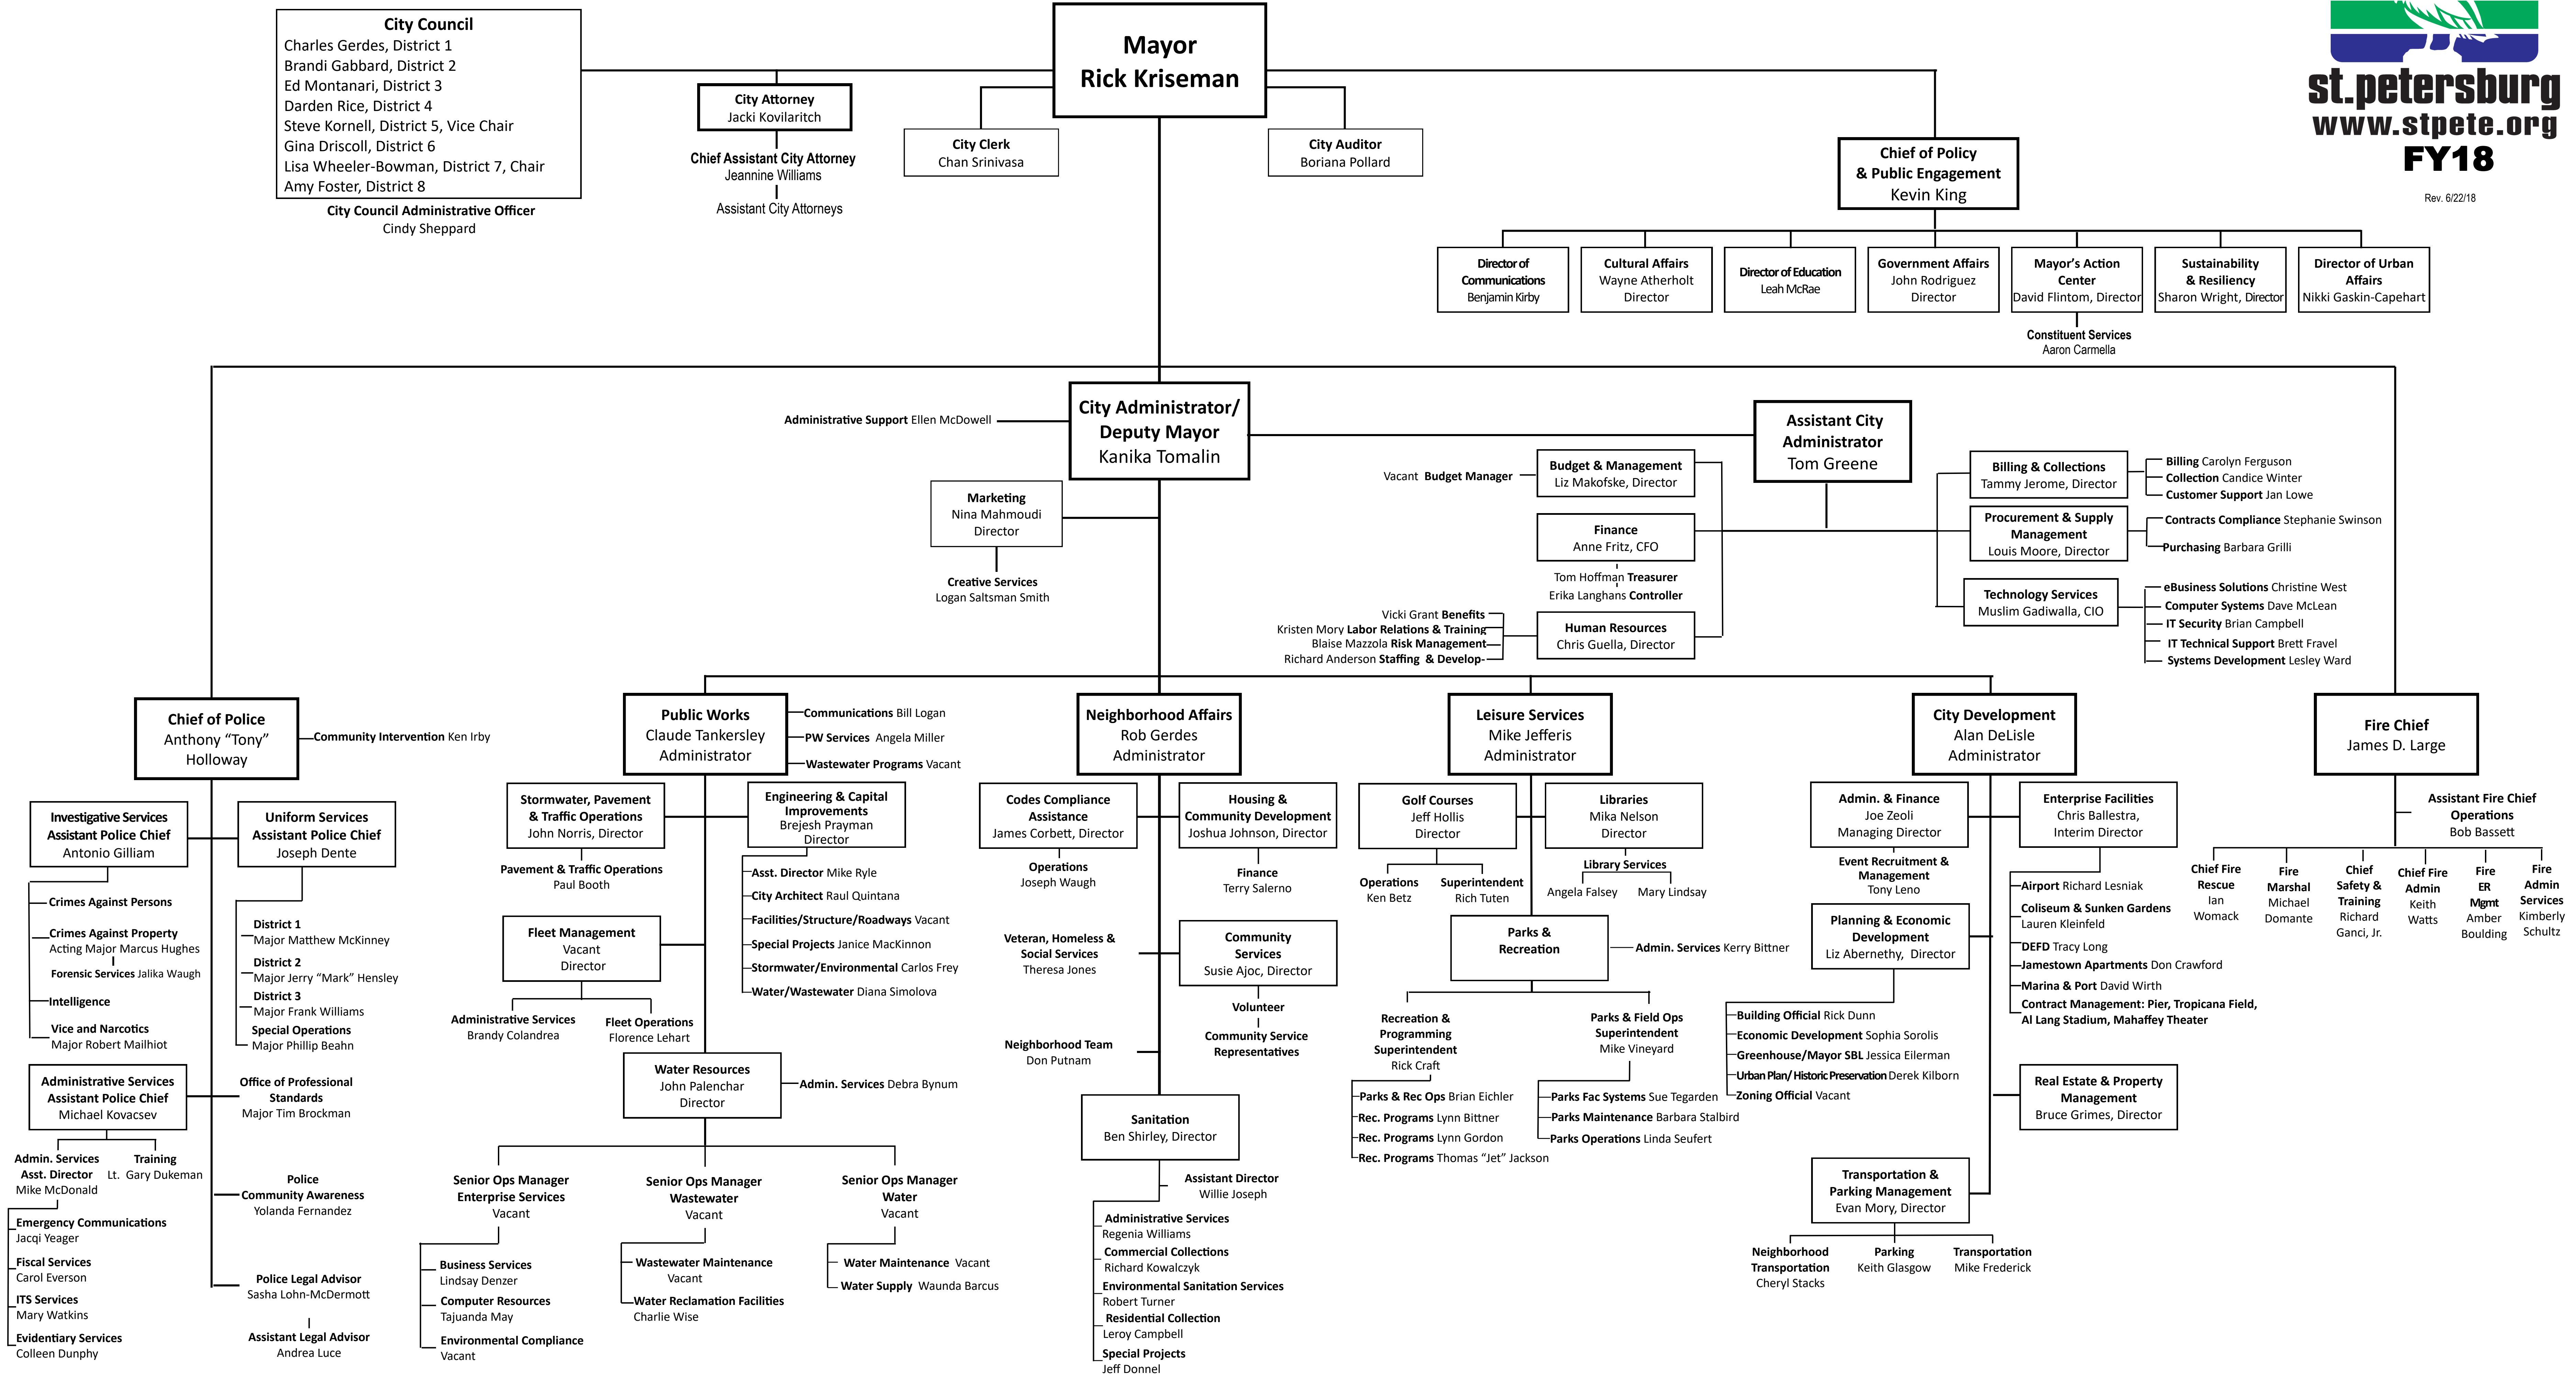 City Council
Charles Gerdes, District 1
Brandi Gabbard, District 2
Ed Montanari, District 3
Darden Rice, District 4
Steve Kornell, District 5, Vice Chair
Gina Driscoll, District 6
Lisa Wheeler-Bowman, District 7, Chair
Amy Foster, District 8
City Council Administrative Officer
Cindy Sheppard
Mayor
Rick Kriseman
City Attorney
Jacki Kovilaritch
Chief Assistant City Attorney
Jeannine Williams
Assistant City Attorneys
City Clerk
Chan Srinivasa
City Auditor
Boriana Pollard
st.petersburg
www.stpete.org
FY18
Rev. 6/22/18
Chief of Policy
& Public Engagement
Kevin King
Director of
Communications
Benjamin Kirby
Cultural Affairs
Wayne Atherholt
Director
Director of Education
Leah McRae
Government Affairs
John Rodriguez
Director
Mayor's Action
Center
David Flintom, Director
Constituent Services
Aaron Carmella
Sustainability
& Resiliency
Sharon Wright, Director
Director of Urban
Affairs
Nikki Gaskin-Capehart
Administrative Support Ellen McDowell
City Administrator/
Deputy Mayor
Kanika Tomalin
Marketing
Nina Mahmoudi
Director
Creative Services
Logan Saltsman Smith
Assistant City
Administrator
Tom Greene
Vacant Budget Manager
Budget & Management
Liz Makofske, Director
Finance
Anne Fritz, CFO
Tom Hoffman Treasurer
Erika Langhans Controller
Vicki Grant Benefits
Kristen Mory Labor Relations & Training
Blaise Mazzola Risk Management
Richard Anderson Staffing & Develop-
Human Resources
Chris Guella, Director
Billing & Collections
Tammy Jerome, Director
Billing Carolyn Ferguson
Collection Candice Winter
Customer Support Jan Lowe
Procurement & Supply
Management
Louis Moore, Director
Contracts Compliance Stephanie Swinson
Purchasing Barbara Grilli
Technology Services
Muslim Gadiwalla, CIO
eBusiness Solutions Christine West
Computer Systems Dave McLean
IT Security Brian Campbell
IT Technical Support Brett Fravel
Systems Development Lesley Ward
Chief of Police
Anthony “Tony”
Holloway
Community Intervention Ken Irby
Investigative Services
Assistant Police Chief
Antonio Gilliam
Crimes Against Persons
Crimes Against Property
Acting Major Marcus Hughes
Forensic Services Jalika Waugh
Intelligence
Vice and Narcotics
Major Robert Mailhiot
Uniform Services
Assistant Police Chief
Joseph Dente
District 1
Major Matthew McKinney
District 2
Major Jerry “Mark” Hensley
District 3
Major Frank Williams
Special Operations
Major Phillip Beahn
Administrative Services
Assistant Police Chief
Michael Kovacsev
Admin. Services
Asst. Director
Mike McDonald
Training
Lt. Gary Dukeman
Emergency Communications
Jacqi Yeager
Fiscal Services
Carol Everson
ITS Services
Mary Watkins
Evidentiary Services
Colleen Dunphy
Office of Professional
Standards
Major Tim Brockman
Police
Community Awareness
Yolanda Fernandez
Police Legal Advisor
Sasha Lohn-McDermott
Assistant Legal Advisor
Andrea Luce
Public Works
Claude Tankersley
Administrator
Communications Bill Logan
PW Services Angela Miller
Wastewater Programs Vacant
Stormwater, Pavement
& Traffic Operations
John Norris, Director
Pavement & Traffic Operations
Paul Booth
Engineering & Capital
Improvements
Brejesh Prayman
Director
Asst. Director Mike Ryle
City Architect Raul Quintana
Facilities/Structure/Roadways Vacant
Special Projects Janice MacKinnon
Stormwater/Environmental Carlos Frey
Water/Wastewater Diana Simolova
Fleet Management
Vacant
Director
Administrative Services
Brandy Colandrea
Fleet Operations
Florence Lehart
Water Resources
John Palenchar
Director
Admin. Services Debra Bynum
Senior Ops Manager
Enterprise Services
Vacant
Business Services
Lindsay Denzer
Computer Resources
Tajuanda May
Environmental Compliance
Vacant
Senior Ops Manager
Wastewater
Vacant
Wastewater Maintenance
Vacant
Water Reclamation Facilities
Charlie Wise
Senior Ops Manager
Water
Vacant
Water Maintenance Vacant
Water Supply Waunda Barcus
Neighborhood Affairs
Rob Gerdes
Administrator
Codes Compliance
Assistance
James Corbett, Director
Operations
Joseph Waugh
Housing &
Community Development
Joshua Johnson, Director
Finance
Terry Salerno
Veteran, Homeless &
Social Services
Theresa Jones
Community
Services
Susie Ajoc, Director
Volunteer
Community Service
Representatives
Neighborhood Team
Don Putnam
Sanitation
Ben Shirley, Director
Assistant Director
Willie Joseph
Administrative Services
Regenia Williams
Commercial Collections
Richard Kowalczyk
Environmental Sanitation Services
Robert Turner
Residential Collection
Leroy Campbell
Special Projects
Jeff Donnel
Leisure Services
Mike Jefferis
Administrator
Golf Courses
Jeff Hollis
Director
Operations
Ken Betz
Superintendent
Rich Tuten
Libraries
Mika Nelson
Director
Library Services
Angela Falsey
Mary Lindsay
Parks &
Recreation
Admin. Services Kerry Bittner
Recreation &
Programming
Superintendent
Rick Craft
Parks & Rec Ops Brian Eichler
Rec. Programs Lynn Bittner
Rec. Programs Lynn Gordon
Rec. Programs Thomas “Jet” Jackson
Parks & Field Ops
Superintendent
Mike Vineyard
Parks Fac Systems Sue Tegarden
Parks Maintenance Barbara Stalbird
Parks Operations Linda Seufert
City Development
Alan DeLisle
Administrator
Admin. & Finance
Joe Zeoli
Managing Director
Event Recruitment &
Management
Tony Leno
Enterprise Facilities
Chris Ballestra,
Interim Director
Airport Richard Lesniak
Coliseum & Sunken Gardens
Lauren Kleinfeld
DEFD Tracy Long
Jamestown Apartments Don Crawford
Marina & Port David Wirth
Contract Management: Pier, Tropicana Field,
Al Lang Stadium, Mahaffey Theater
Planning & Economic
Development
Liz Abernethy, Director
Building Official Rick Dunn
Economic Development Sophia Sorolis
Greenhouse/Mayor SBL Jessica Eilerman
Urban Plan/ Historic Preservation Derek Kilborn
Zoning Official Vacant
Real Estate & Property
Management
Bruce Grimes, Director
Transportation &
Parking Management
Evan Mory, Director
Neighborhood
Transportation
Cheryl Stacks
Parking
Keith Glasgow
Transportation
Mike Frederick
Fire Chief
James D. Large
Assistant Fire Chief
Operations
Bob Bassett
Chief Fire
Rescue
Ian
Womack
Fire
Marshal
Michael
Domante
Chief
Safety &
Training
Richard
Ganci, Jr.
Chief Fire
Admin
Keith
Watts
Fire
ER
Mgmt
Amber
Boulding
Fire
Admin
Services
Kimberly
Schultz